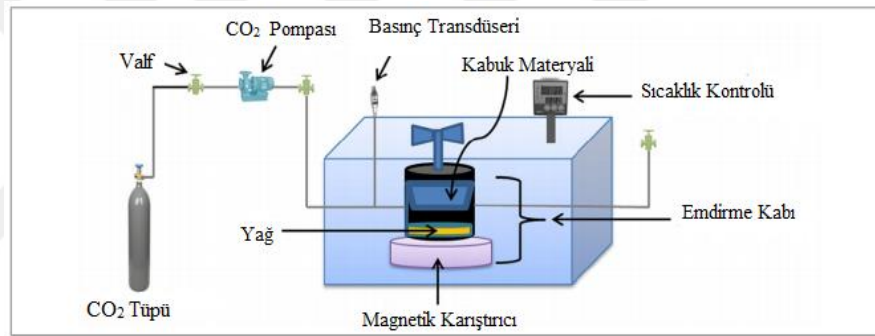 CO₂ Pompası
Basınç Transdüseri
Valf
Kabuk Materyali
Sıcaklık Kontrolü
Yağ
Emdirme Kabı
CO₂ Tüpü
Magnetik Karıştırıcı